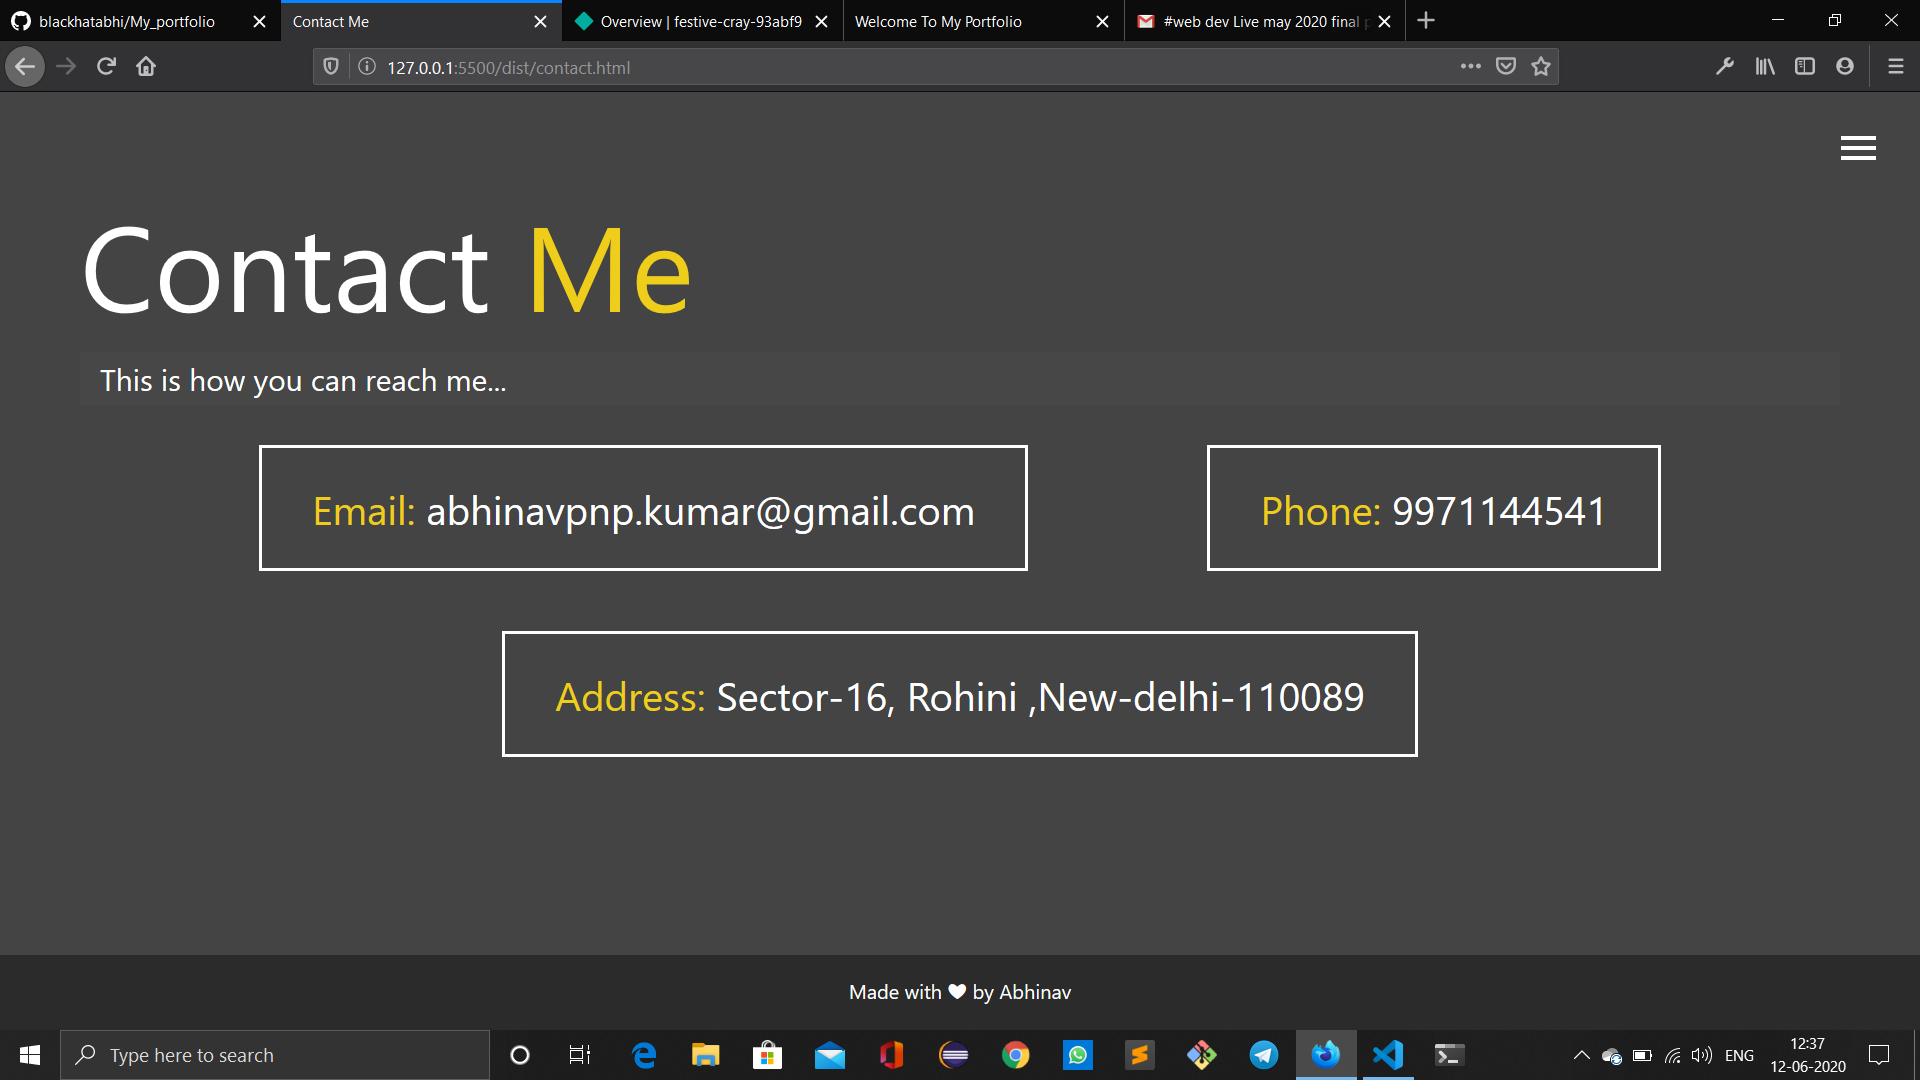 blackhatabhi/My_portfolio
Contact Me
Overview | festive-cray-93abf9
Welcome To My Portfolio
#web dev Live may 2020 final
127.0.0.1:5500/dist/contact.html
Contact Me
This is how you can reach me...
Email: abhinavpnp.kumar@gmail.com
Phone: 9971144541
Address: Sector-16, Rohini ,New-delhi-110089
Made with ♥ by Abhinav
Type here to search
ENG
12:37
12-06-2020